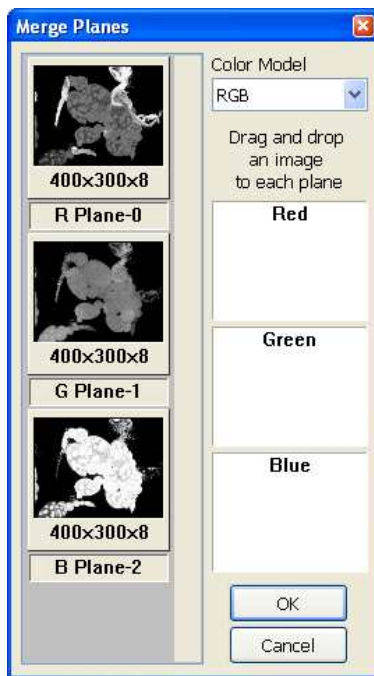 Merge Planes
400x300x8
R Plane-0
400x300x8
G Plane-1
400x300x8
B Plane-2
Color Model
RGB
Drag and drop
an image
to each plane
Red
Green
Blue
OK
Cancel